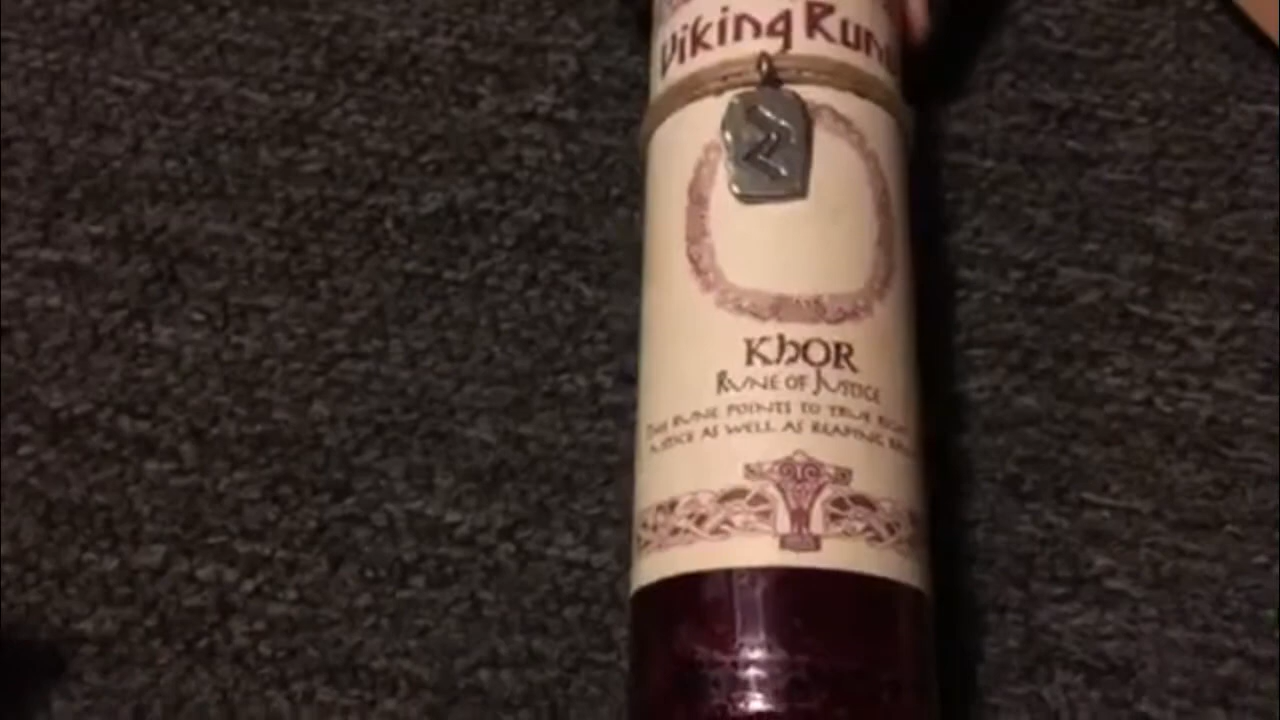 Viking Run
KhOR
RUNE OF JUSTICE
RUNE POINTS TO TRUE
AS WELL AS REAPING